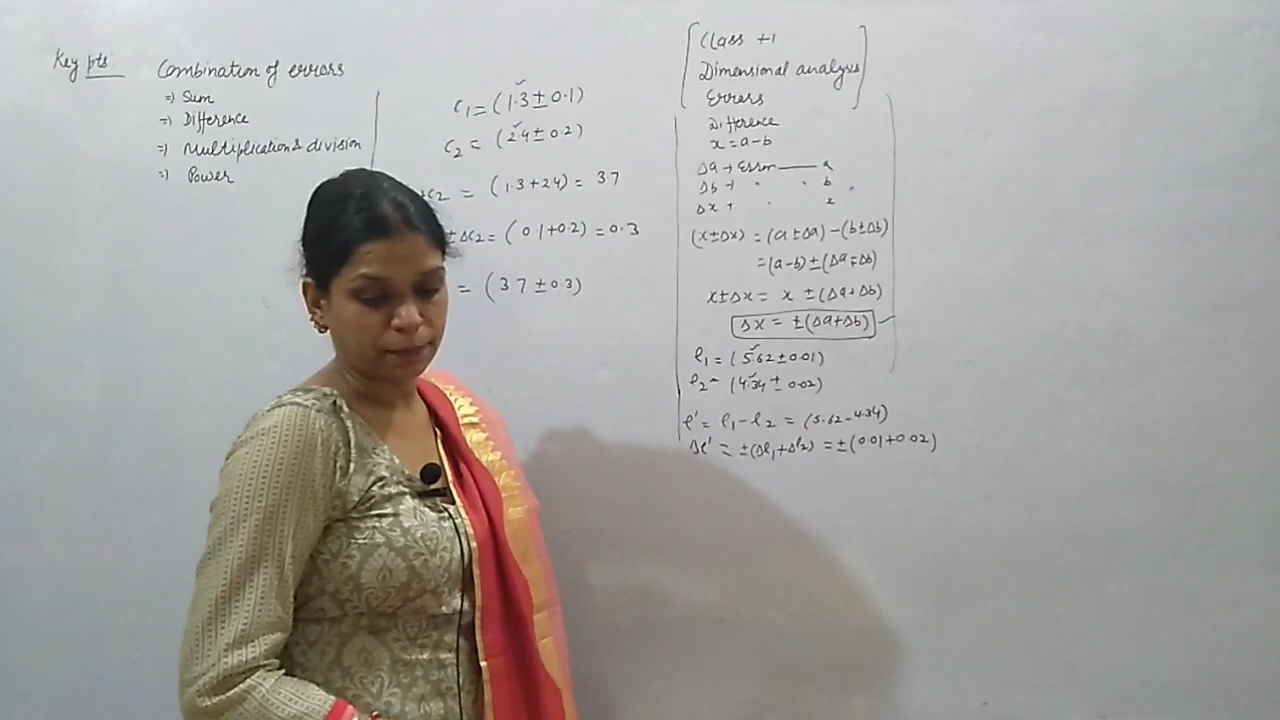 Key pts
Combination of errors
=> Sum
=> Difference
=> Multiplication & division
=> Power
C1 = (1.3 ± 0.1)
C2 = (2.4 ± 0.2)
+C2 = (1.3+2.4) = 3.7
± ΔC2 = (0.1+0.2) = 0.3
= (3.7 ± 0.3)
Class +1
Dimensional analysis
Errors
Difference
x = a-b
Δa → Error — a
Δb → " " b "
Δx → " x
(x±Δx) = (a±Δa) - (b±Δb)
= (a-b) ± (Δa+Δb)
x±Δx = x ± (Δa+Δb)
Δx = ±(Δa+Δb)
l1 = (5.62 ± 0.01)
l2 = (4.34 ± 0.02)
l' = l1 - l2 = (5.62-4.34)
Δl' = ±(Δl1+Δl2) = ±(0.01+0.02)